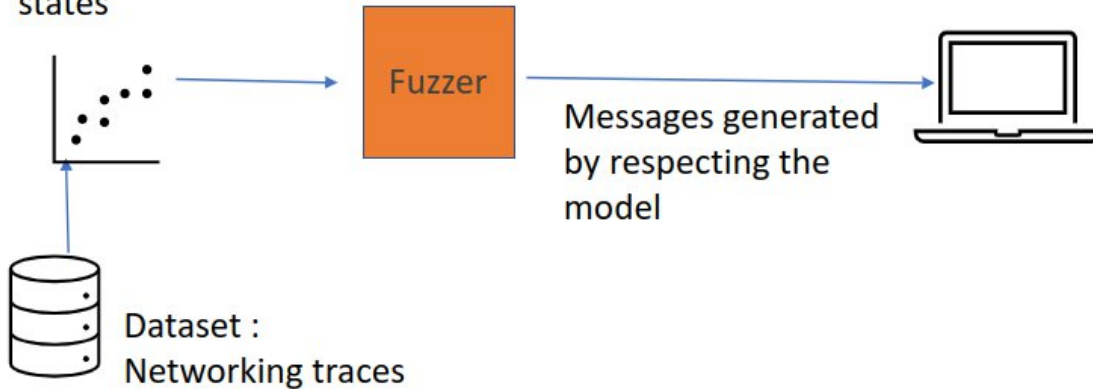 states
Fuzzer
Messages generated
by respecting the
model
Dataset :
Networking traces